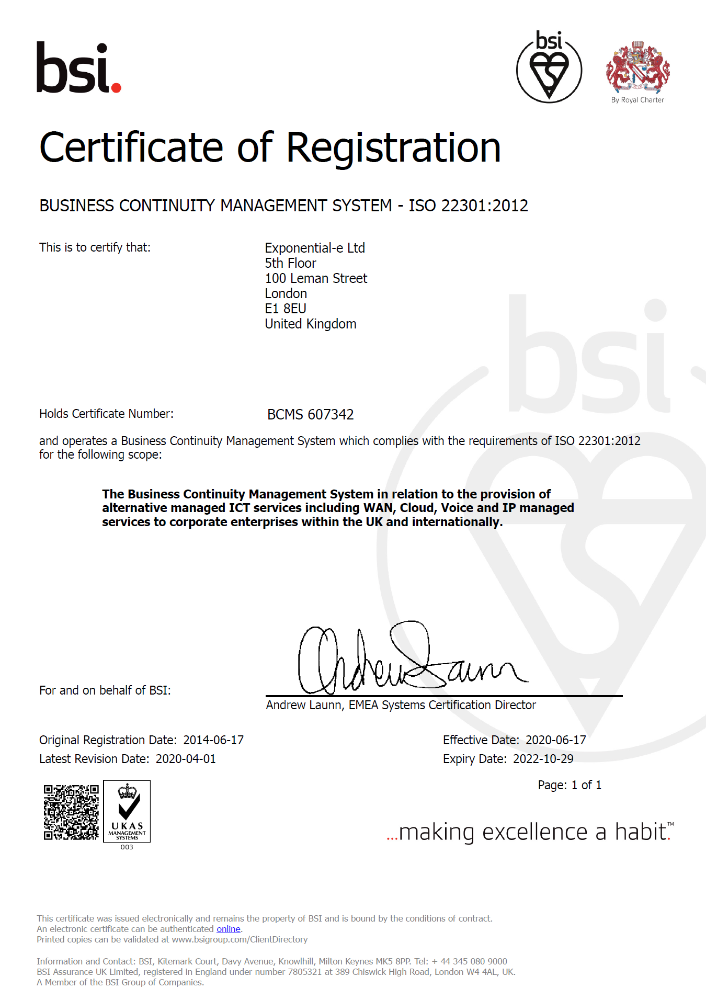 bsi.
bsi
By Royal Charter
Certificate of Registration
BUSINESS CONTINUITY MANAGEMENT SYSTEM - ISO 22301:2012
This is to certify that:
Exponential-e Ltd
5th Floor
100 Leman Street
London
E1 8EU
United Kingdom
bsi
Holds Certificate Number:
BCMS 607342
and operates a Business Continuity Management System which complies with the requirements of ISO 22301:2012
for the following scope:
The Business Continuity Management System in relation to the provision of
alternative managed ICT services including WAN, Cloud, Voice and IP managed
services to corporate enterprises within the UK and internationally.
Andrew Launn
For and on behalf of BSI:
Andrew Launn, EMEA Systems Certification Director
Original Registration Date: 2014-06-17
Effective Date: 2020-06-17
Latest Revision Date: 2020-04-01
Expiry Date: 2022-10-29
Page: 1 of 1
UKAS
MANAGEMENT
SYSTEMS
003
...making excellence a habit.™
This certificate was issued electronically and remains the property of BSI and is bound by the conditions of contract.
An electronic certificate can be authenticated online.
Printed copies can be validated at www.bsigroup.com/ClientDirectory
Information and Contact: BSI, Kitemark Court, Davy Avenue, Knowlhill, Milton Keynes MK5 8PP. Tel: + 44 345 080 9000
BSI Assurance UK Limited, registered in England under number 7805321 at 389 Chiswick High Road, London W4 4AL, UK.
A Member of the BSI Group of Companies.